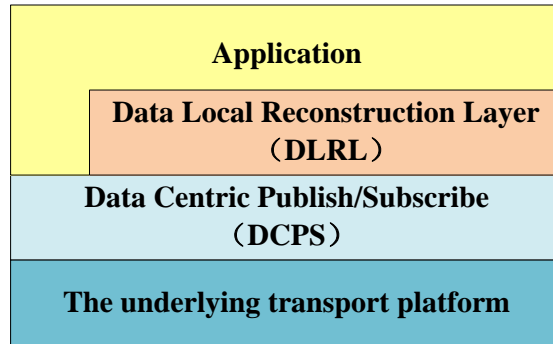 Application
Data Local Reconstruction Layer
（DLRL）
Data Centric Publish/Subscribe
（DCPS）
The underlying transport platform